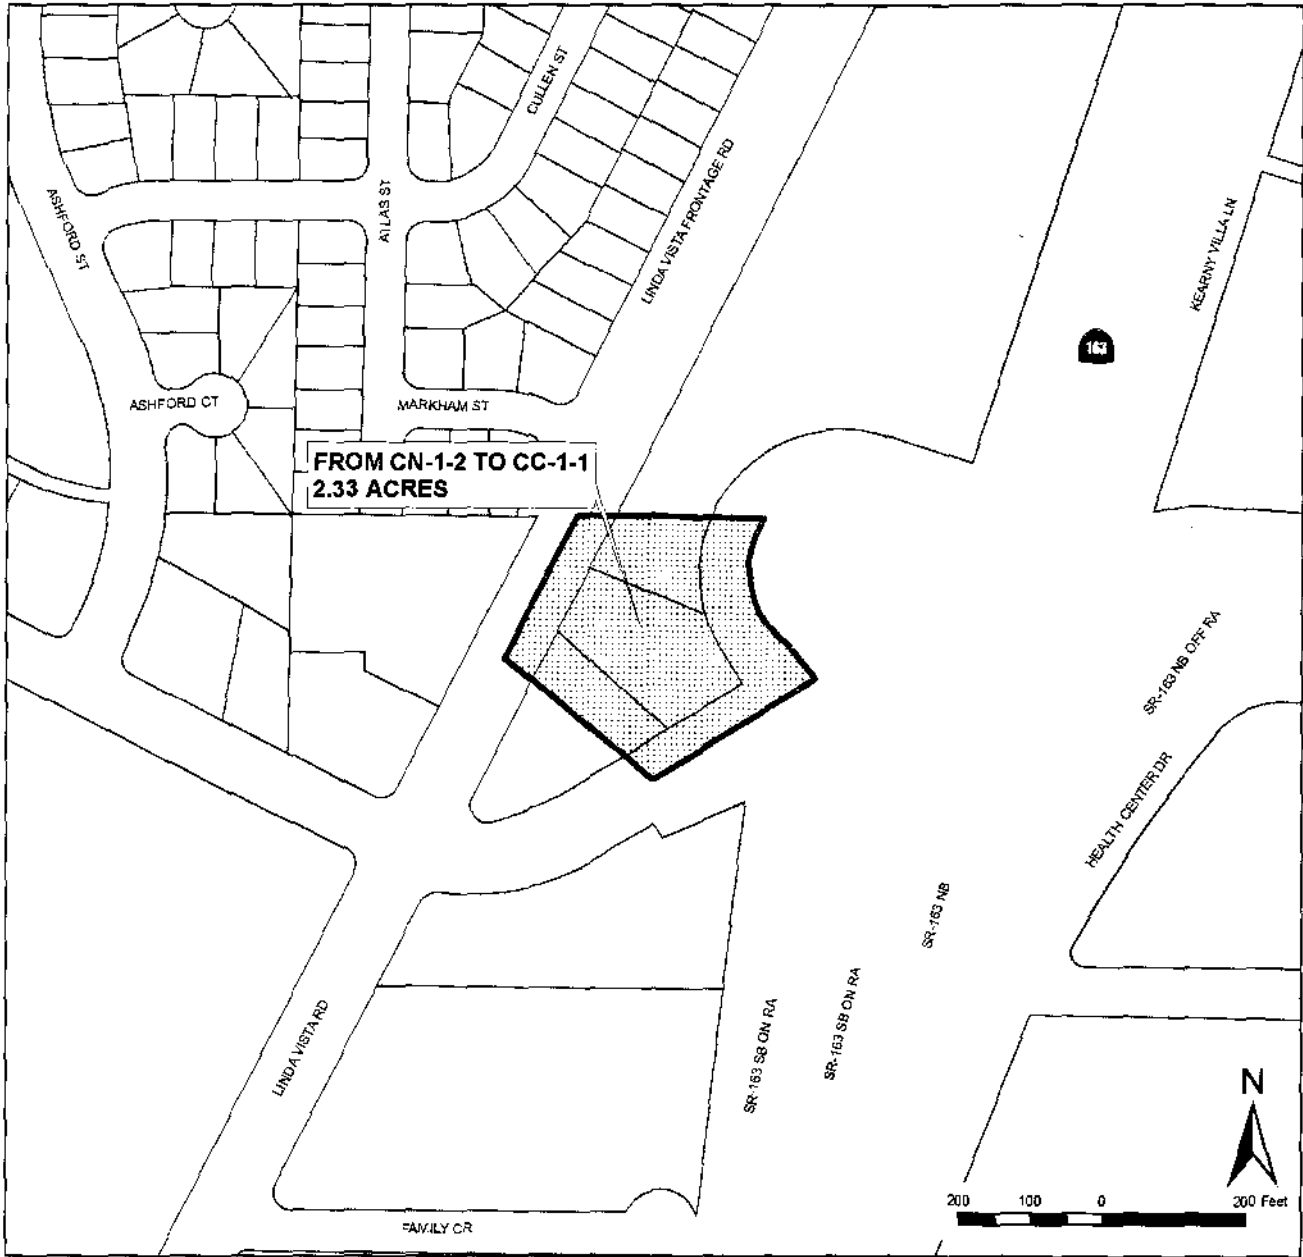 CULLEN ST
ATLAS ST
LINDA VISTA FRONTAGE RD
ASHFORD ST
KEARNY VILLA LN
163
ASHFORD CT
MARKHAM ST
FROM CN-1-2 TO CC-1-1
2.33 ACRES
SR-163 NB OFF RA
HEALTH CENTER DR
SR-163 NB
SR-163 SB ON RA
SR-163 SB ON RA
LINDA VISTA RD
FAMILY CR
N
200 100 0 200 Feet